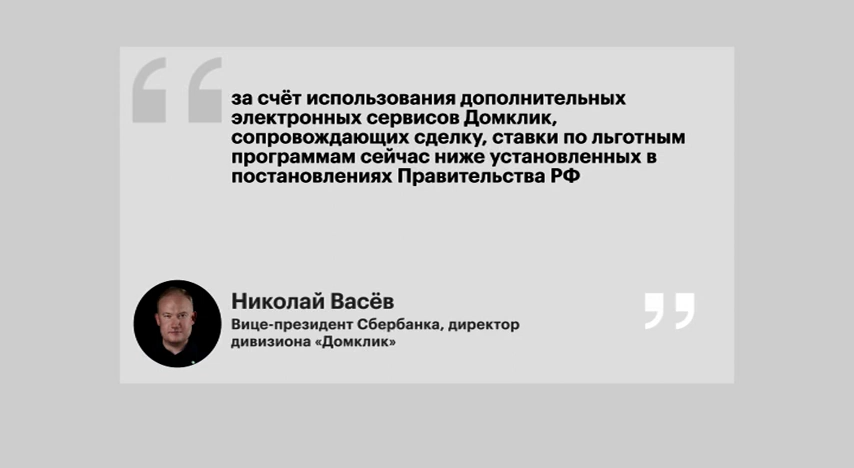 за счёт использования дополнительных
электронных сервисов Домклик,
сопровождающих сделку, ставки по льготным
программам сейчас ниже установленных в
постановлениях Правительства РФ
Николай Васёв
Вице-президент Сбербанка, директор
дивизиона «Домклик»